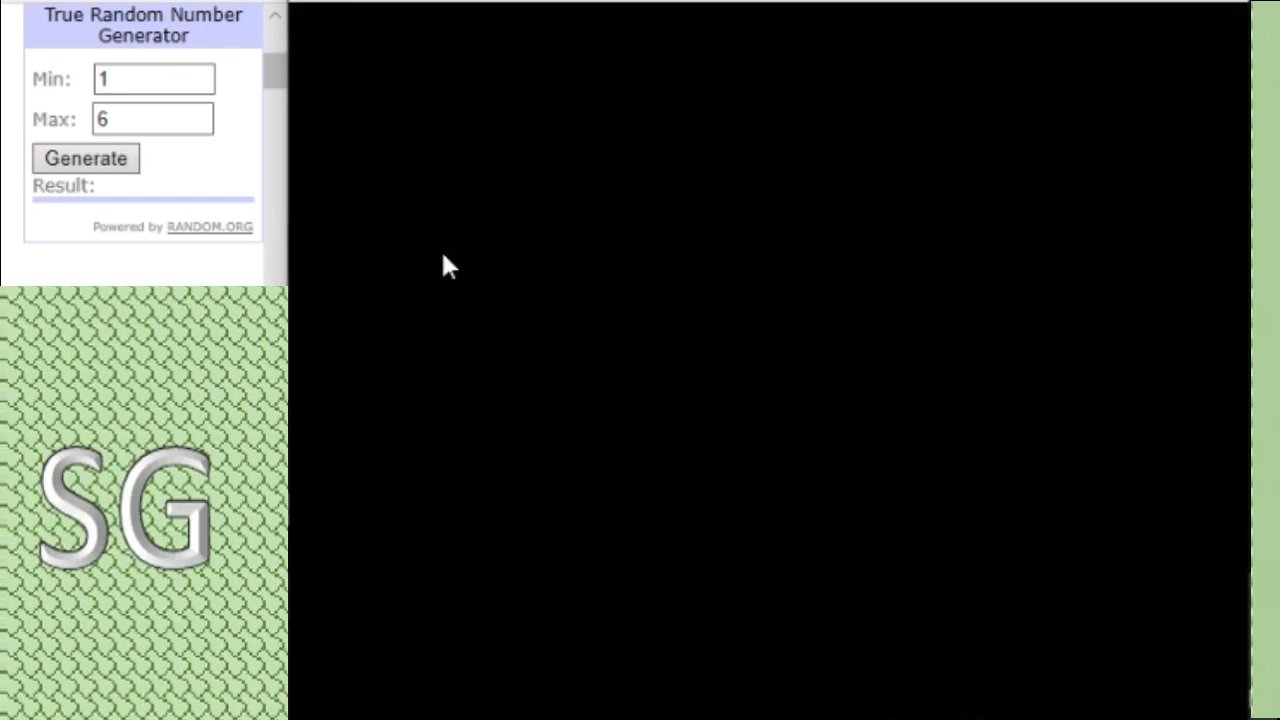 True Random Number
Generator
Min: 1
Max: 6
Generate
Result:
Powered by RANDOM.ORG
SG